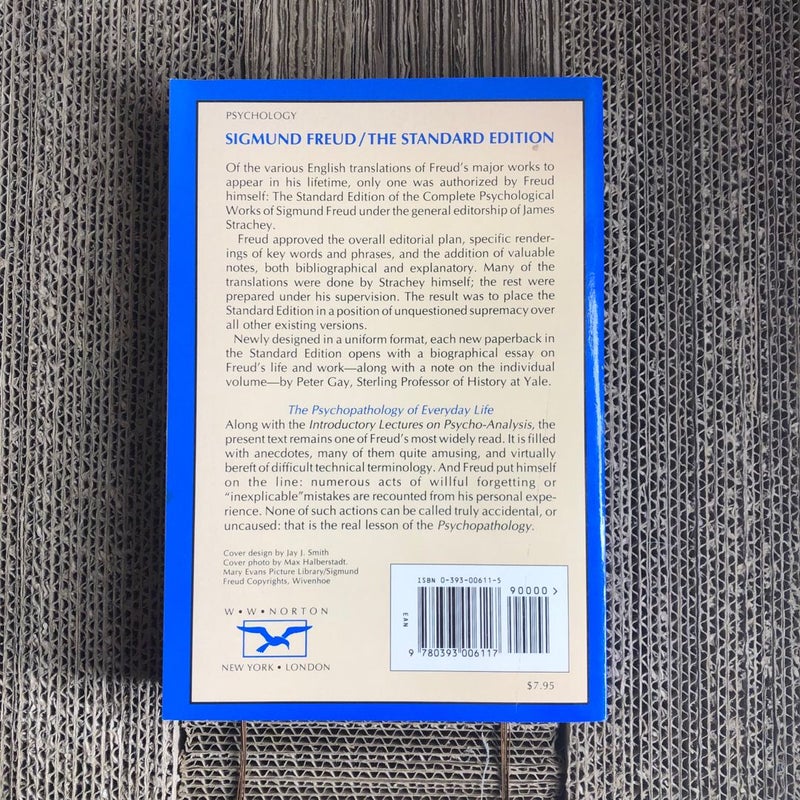 PSYCHOLOGY
SIGMUND FREUD/THE STANDARD EDITION
Of the various English translations of Freud's major works to
appear in his lifetime, only one was authorized by Freud
himself: The Standard Edition of the Complete Psychological
Works of Sigmund Freud under the general editorship of James
Strachey.
Freud approved the overall editorial plan, specific render-
ings of key words and phrases, and the addition of valuable
notes, both bibliographical and explanatory. Many of the
translations were done by Strachey himself; the rest were
prepared under his supervision. The result was to place the
Standard Edition in a position of unquestioned supremacy over
all other existing versions.
Newly designed in a uniform format, each new paperback in
the Standard Edition opens with a biographical essay on
Freud's life and work—along with a note on the individual
volume—by Peter Gay, Sterling Professor of History at Yale.
The Psychopathology of Everyday Life
Along with the Introductory Lectures on Psycho-Analysis, the
present text remains one of Freud's most widely read. It is filled
with anecdotes, many of them quite amusing, and virtually
bereft of difficult technical terminology. And Freud put himself
on the line: numerous acts of willful forgetting or
"inexplicable" mistakes are recounted from his personal expe-
rience. None of such actions can be called truly accidental, or
uncaused: that is the real lesson of the Psychopathology.
Cover design by Jay J. Smith
Cover photo by Max Halberstadt.
Mary Evans Picture Library/Sigmund
Freud Copyrights, Wivenhoe
W•W•NORTON
NEW YORK • LONDON
ISBN 0-393-00611-5
90000>
EAN
9 780393 006117
$7.95